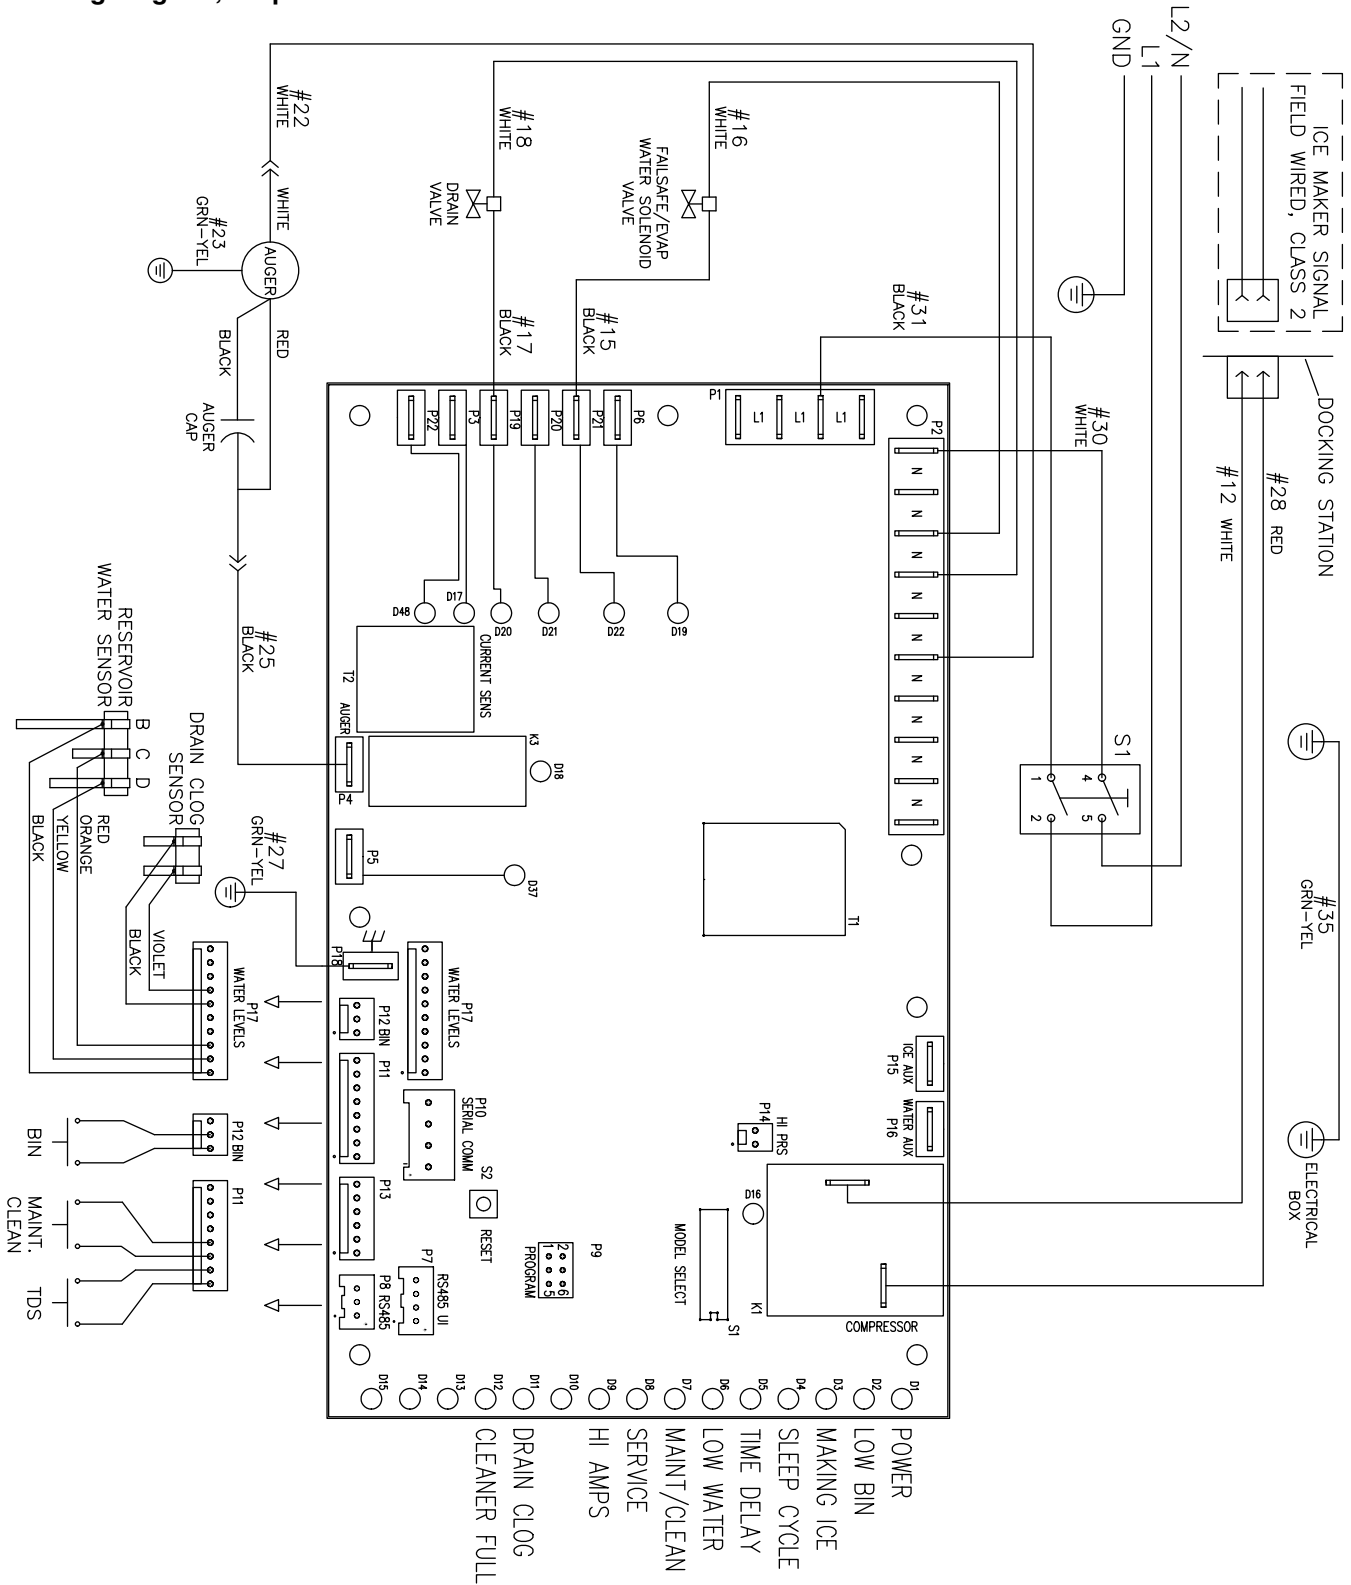 L2/N
L1
GND
ICE MAKER SIGNAL
FIELD WIRED, CLASS 2
DOCKING STATION
#28 RED
#12 WHITE
#22
WHITE
WHITE
#23
GRN-YEL
AUGER
RED
BLACK
AUGER
CAP
#25
BLACK
#18
WHITE
DRAIN
VALVE
#17
BLACK
#16
WHITE
FAILSAFE/EVAP
WATER SOLENOID
VALVE
#15
BLACK
#31
BLACK
#30
WHITE
S1
1
4
2
5
#35
GRN-YEL
ELECTRICAL
BOX
P22
P3
P19
P20
P21
P6
P1
L1
L1
L1
P2
N
N
N
N
N
N
N
N
N
D48
D17
D20
D21
D22
D19
CURRENT SENS
T2
AUGER
P4
K3
D18
P5
D37
T1
P18
P17
WATER LEVELS
P12 BIN
P11
P10
SERIAL COMM
P13
S2
RESET
P7
RS485 UI
P8 RS485
P9
2
6
1
5
PROGRAM
ICE AUX
P15
WATER AUX
P16
P14
HI PRS
D16
MODEL SELECT
S1
K1
COMPRESSOR
#27
GRN-YEL
RESERVOIR
WATER SENSOR
B
C
D
DRAIN CLOG
SENSOR
RED
ORANGE
YELLOW
BLACK
VIOLET
BLACK
P17
WATER LEVELS
P12 BIN
P11
BIN
MAINT.
CLEAN
TDS
D1
POWER
D2
LOW BIN
D3
MAKING ICE
D4
SLEEP CYCLE
D5
TIME DELAY
D6
LOW WATER
D7
MAINT/CLEAN
D8
SERVICE
D9
HI AMPS
D10
D11
DRAIN CLOG
D12
CLEANER FULL
D13
D14
D15